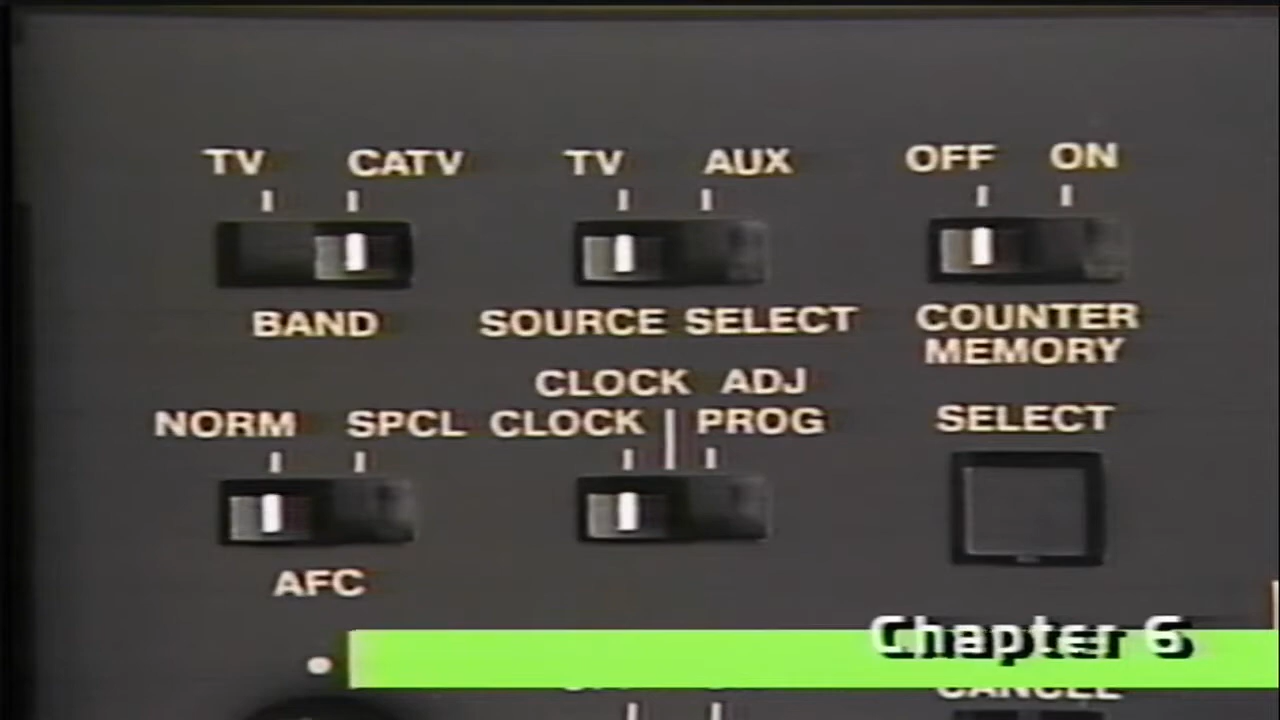 TV CATV TV AUX OFF ON
BAND SOURCE SELECT COUNTER
MEMORY
CLOCK ADJ
NORM SPCL CLOCK PROG SELECT
AFC
Chapter 6
CANCEL